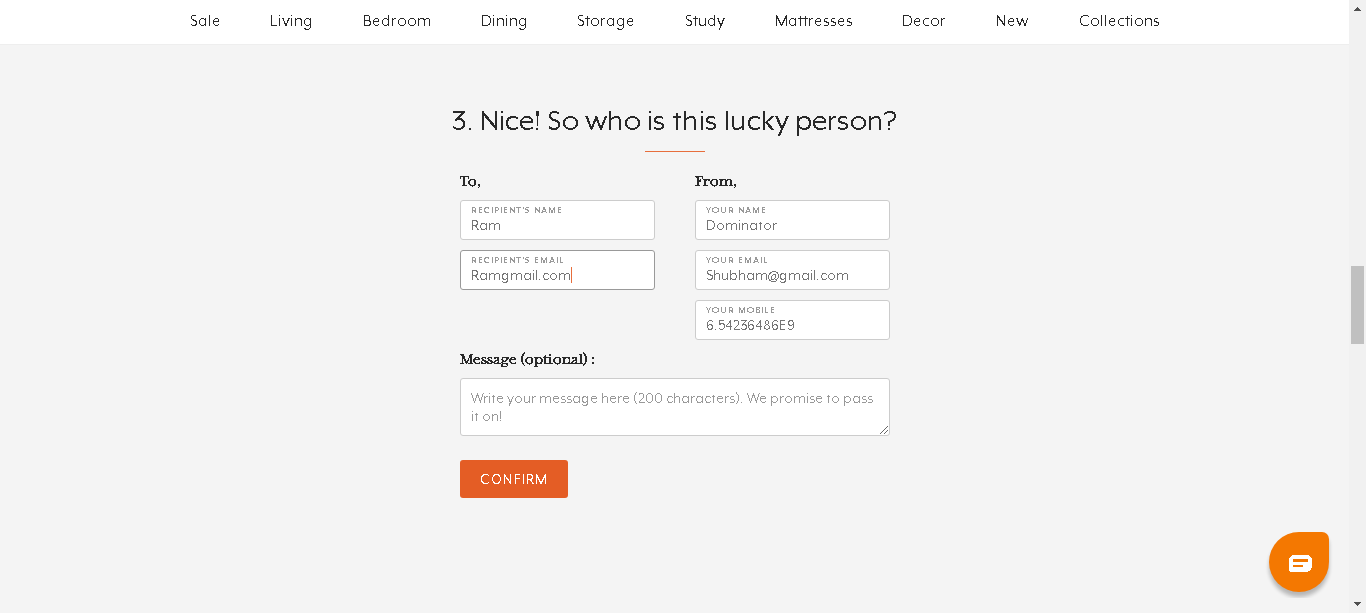 Sale Living Bedroom Dining Storage Study Mattresses Decor New Collections
3. Nice! So who is this lucky person?
To,
RECIPIENT'S NAME
Ram
RECIPIENT'S EMAIL
Ramgmail.com
From,
YOUR NAME
Dominator
YOUR EMAIL
Shubham@gmail.com
YOUR MOBILE
6.54236486E9
Message (optional) :
Write your message here (200 characters). We promise to pass
it on!
CONFIRM